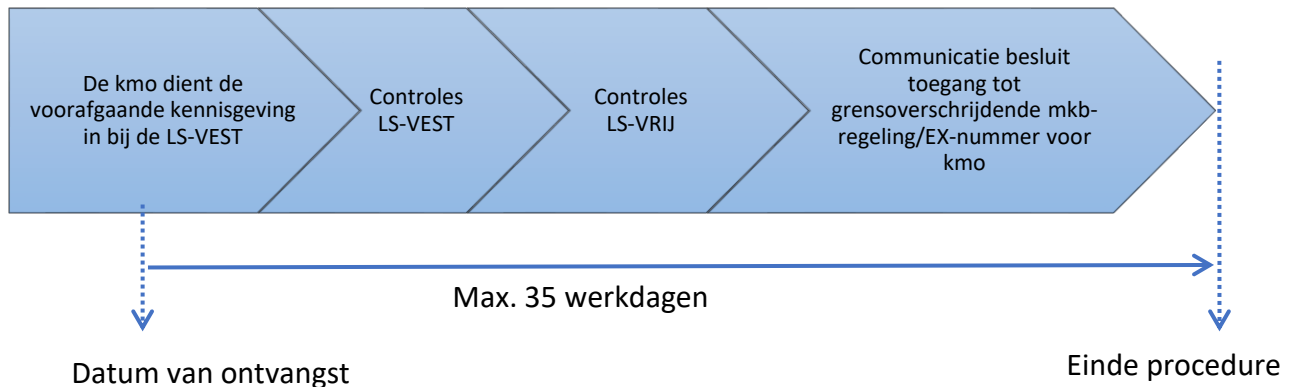 De kmo dient de
voorafgaande kennisgeving
in bij de LS-VEST
Controles
LS-VEST
Controles
LS-VRIJ
Communicatie besluit
toegang tot
grensoverschrijdende mkb-
regeling/EX-nummer voor
kmo
Max. 35 werkdagen
Datum van ontvangst
Einde procedure